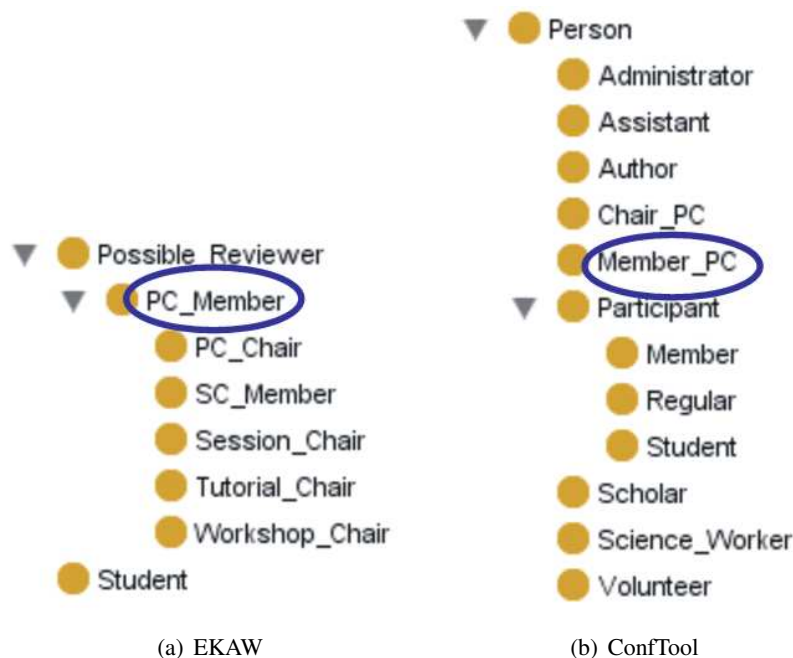 Possible_Reviewer
PC_Member
PC_Chair
SC_Member
Session_Chair
Tutorial_Chair
Workshop_Chair
Student
(a) EKAW
Person
Administrator
Assistant
Author
Chair_PC
Member_PC
Participant
Member
Regular
Student
Scholar
Science_Worker
Volunteer
(b) ConfTool